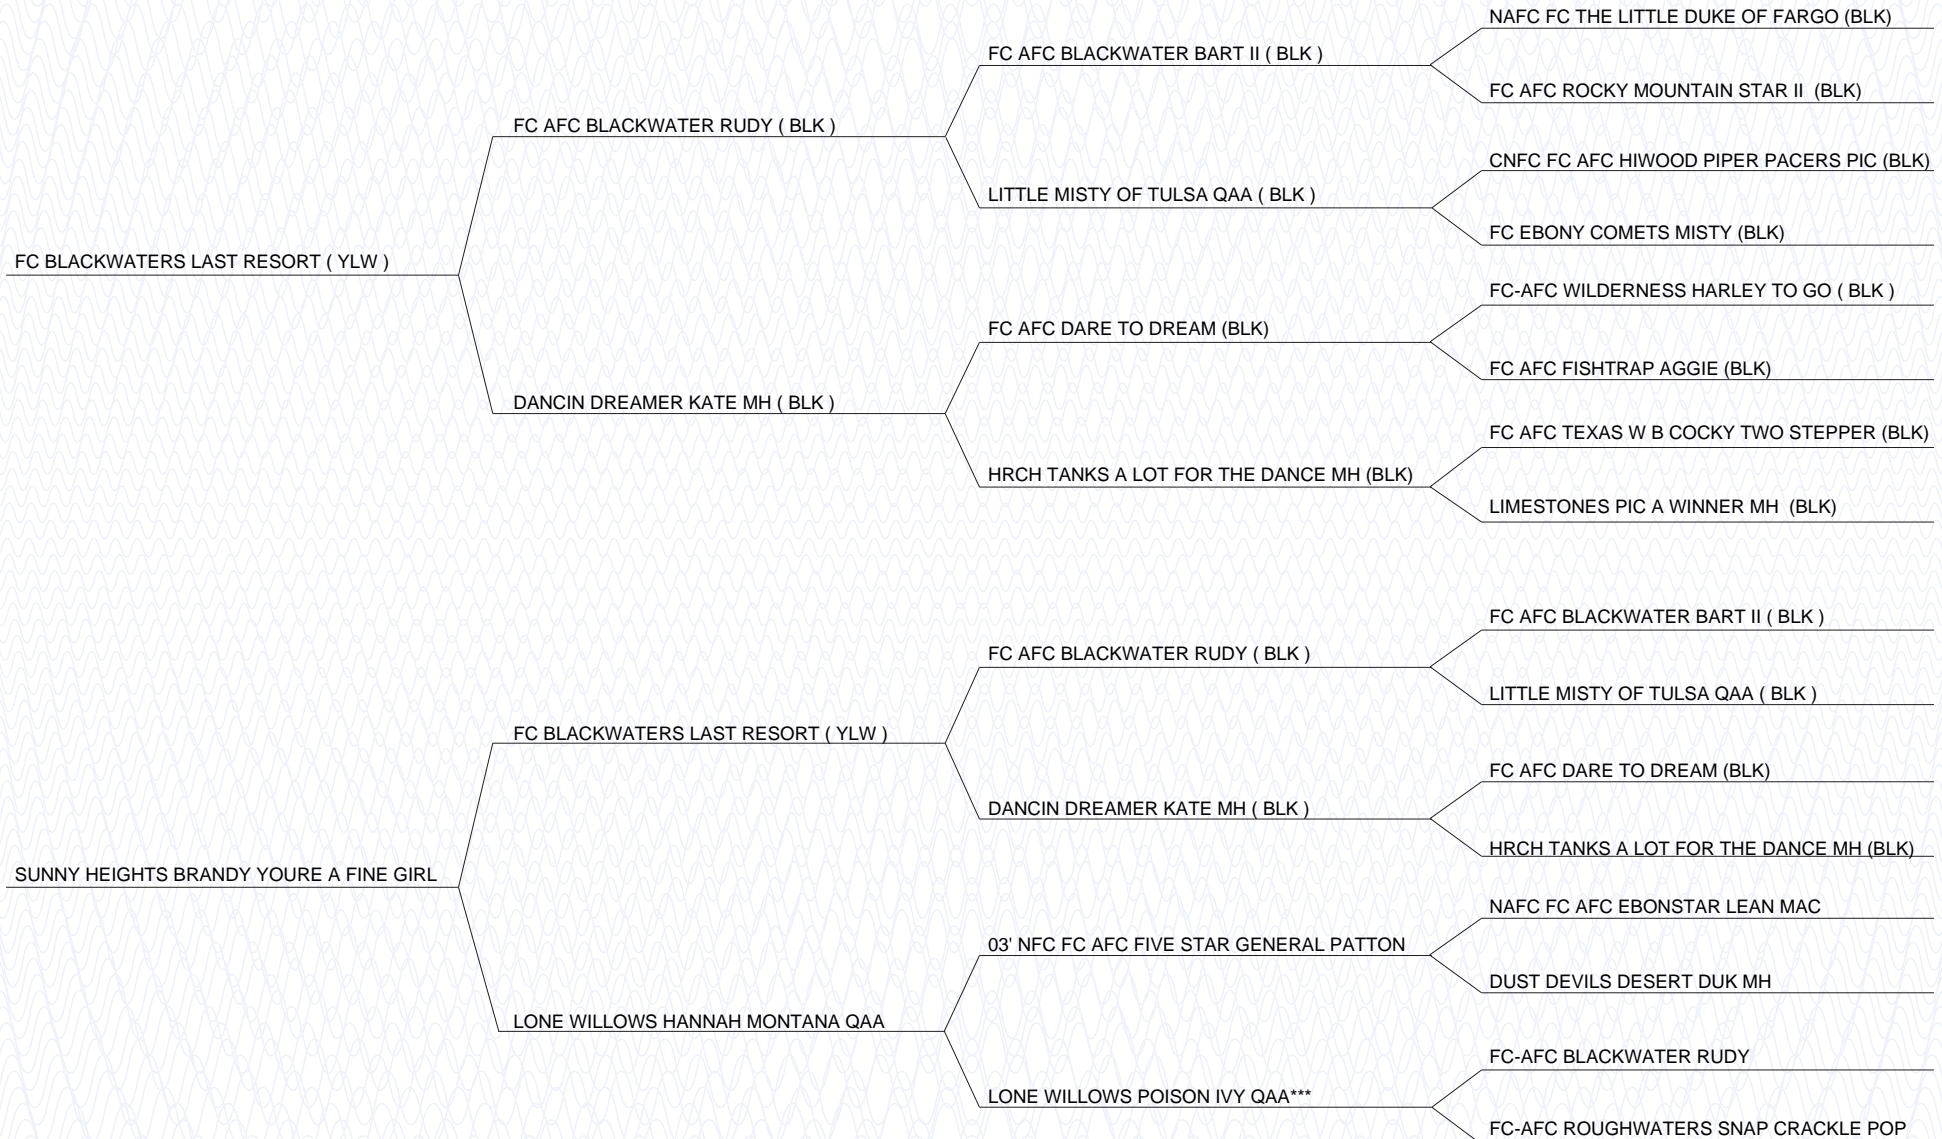 NAFC FC THE LITTLE DUKE OF FARGO (BLK)
FC AFC BLACKWATER BART II ( BLK )
FC AFC ROCKY MOUNTAIN STAR II  (BLK)
FC AFC BLACKWATER RUDY ( BLK )
CNFC FC AFC HIWOOD PIPER PACERS PIC (BLK)
LITTLE MISTY OF TULSA QAA ( BLK )
FC EBONY COMETS MISTY (BLK)
FC BLACKWATERS LAST RESORT ( YLW )
FC-AFC WILDERNESS HARLEY TO GO ( BLK )
FC AFC DARE TO DREAM (BLK)
FC AFC FISHTRAP AGGIE (BLK)
DANCIN DREAMER KATE MH ( BLK )
FC AFC TEXAS W B COCKY TWO STEPPER (BLK)
HRCH TANKS A LOT FOR THE DANCE MH (BLK)
LIMESTONES PIC A WINNER MH  (BLK)
FC AFC BLACKWATER BART II ( BLK )
FC AFC BLACKWATER RUDY ( BLK )
LITTLE MISTY OF TULSA QAA ( BLK )
FC BLACKWATERS LAST RESORT ( YLW )
FC AFC DARE TO DREAM (BLK)
DANCIN DREAMER KATE MH ( BLK )
HRCH TANKS A LOT FOR THE DANCE MH (BLK)
SUNNY HEIGHTS BRANDY YOURE A FINE GIRL
NAFC FC AFC EBONSTAR LEAN MAC
03' NFC FC AFC FIVE STAR GENERAL PATTON
DUST DEVILS DESERT DUK MH
LONE WILLOWS HANNAH MONTANA QAA
FC-AFC BLACKWATER RUDY
LONE WILLOWS POISON IVY QAA***
FC-AFC ROUGHWATERS SNAP CRACKLE POP